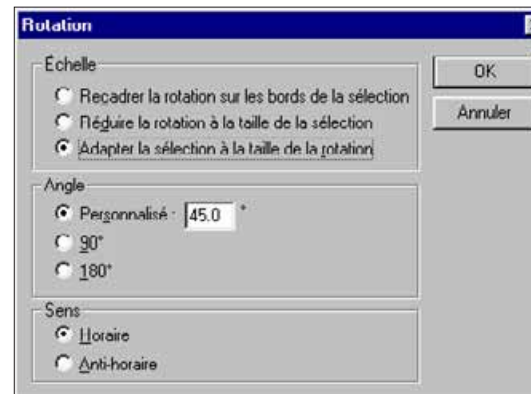 Rotation
Échelle
Recadrer la rotation sur les bords de la sélection
Réduire la rotation à la taille de la sélection
Adapter la sélection à la taille de la rotation
Angle
Personnalisé : 45.0 °
90°
180°
Sens
Horaire
Anti-horaire
OK
Annuler